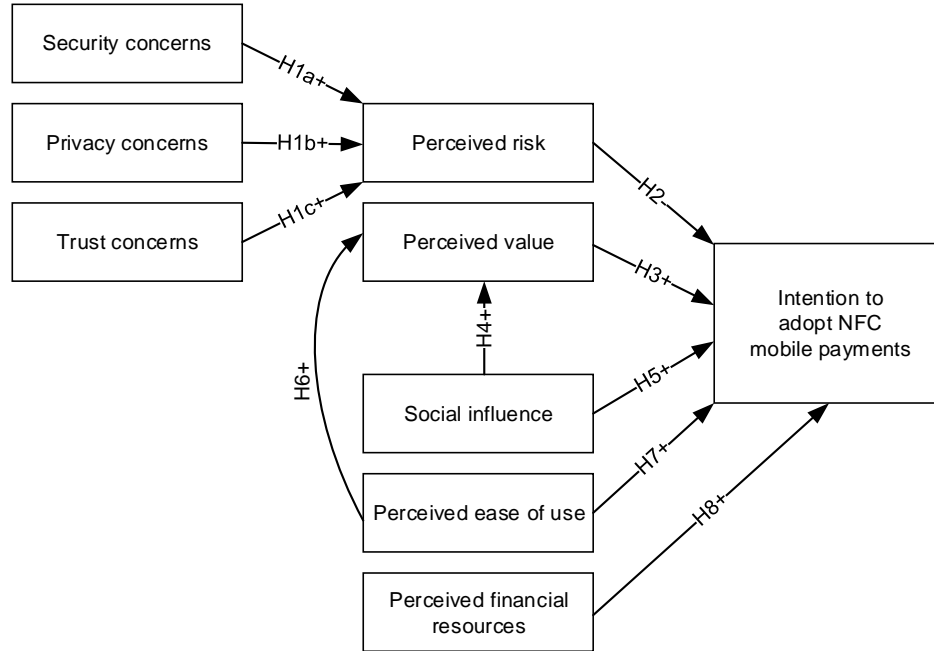 Security concerns
H1a+
Privacy concerns
H1b+
Perceived risk
H1c+
H2-
Trust concerns
Perceived value
H3+
Intention to
adopt NFC
mobile payments
H4+
H6+
H5+
Social influence
H7+
Perceived ease of use
H8+
Perceived financial
resources